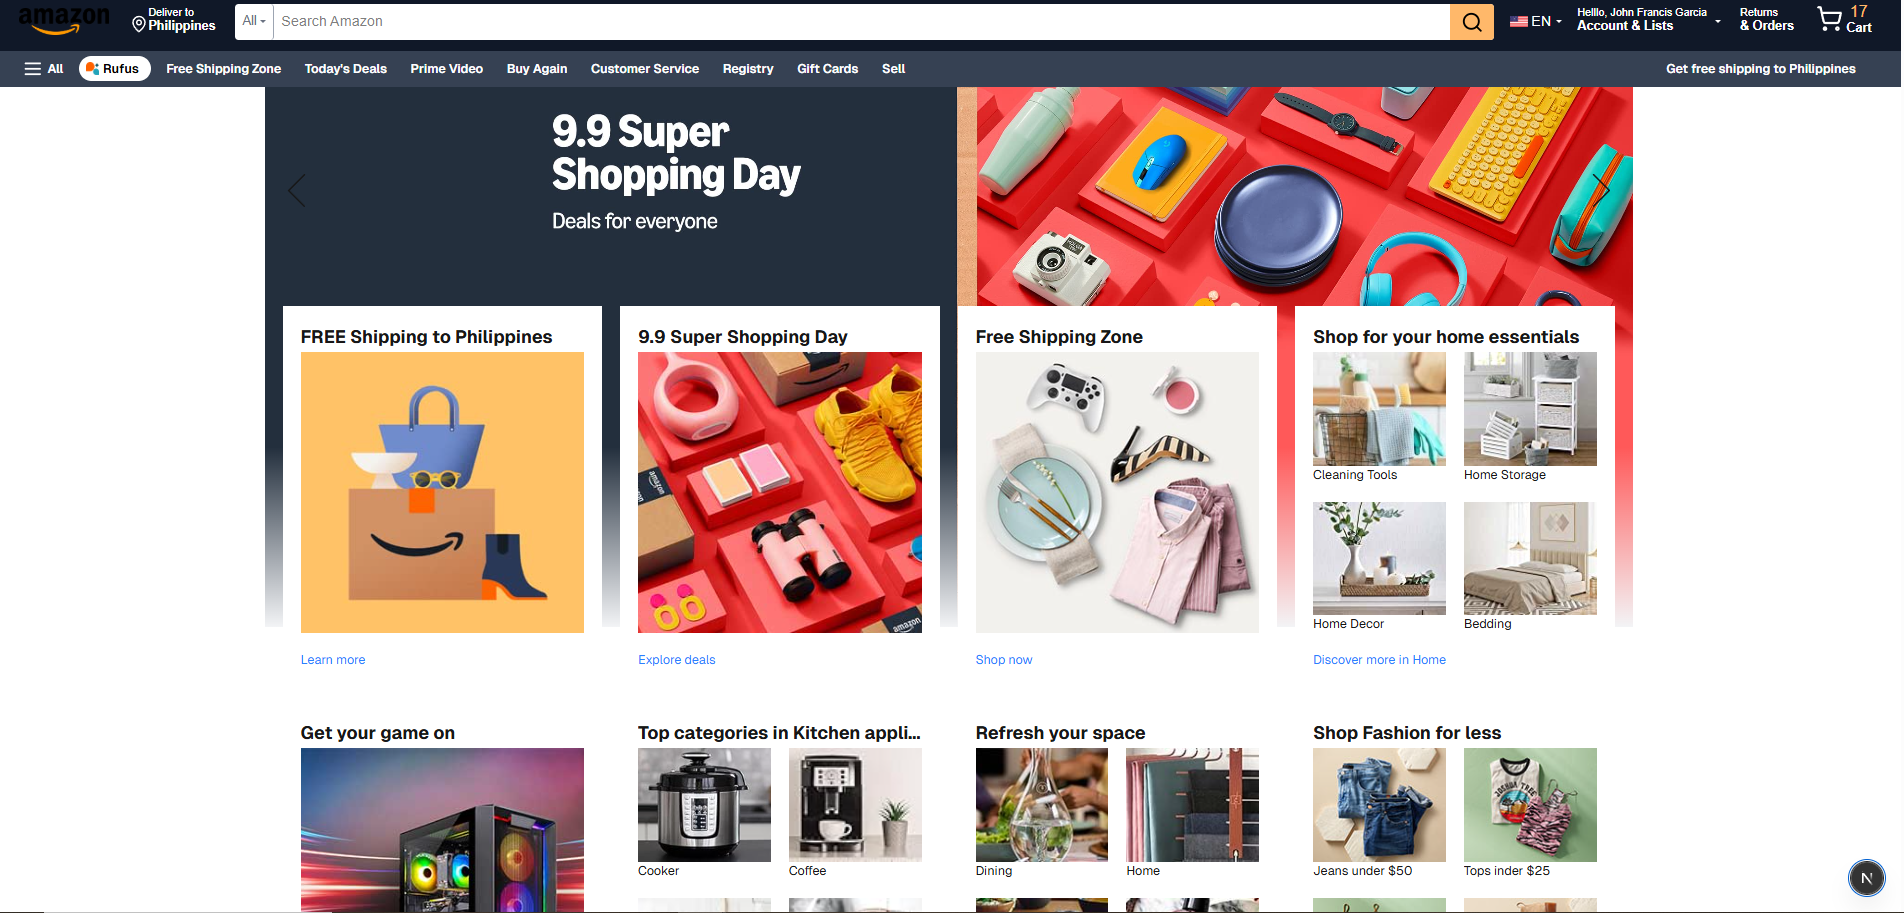 amazon
Deliver to
Philippines
All
Search Amazon
EN
Helllo, John Francis Garcia
Account & Lists
Returns
& Orders
17
Cart
All
Rufus
Free Shipping Zone
Today's Deals
Prime Video
Buy Again
Customer Service
Registry
Gift Cards
Sell
Get free shipping to Philippines
9.9 Super
Shopping Day
Deals for everyone
FREE Shipping to Philippines
Learn more
9.9 Super Shopping Day
amazon
amazon
Explore deals
Free Shipping Zone
Shop now
Shop for your home essentials
Cleaning Tools
Home Storage
Home Decor
Bedding
Discover more in Home
Get your game on
Top categories in Kitchen appli...
Cooker
Coffee
Refresh your space
Dining
Home
Shop Fashion for less
Jeans under $50
JOSHUA TREE
Tops inder $25
N